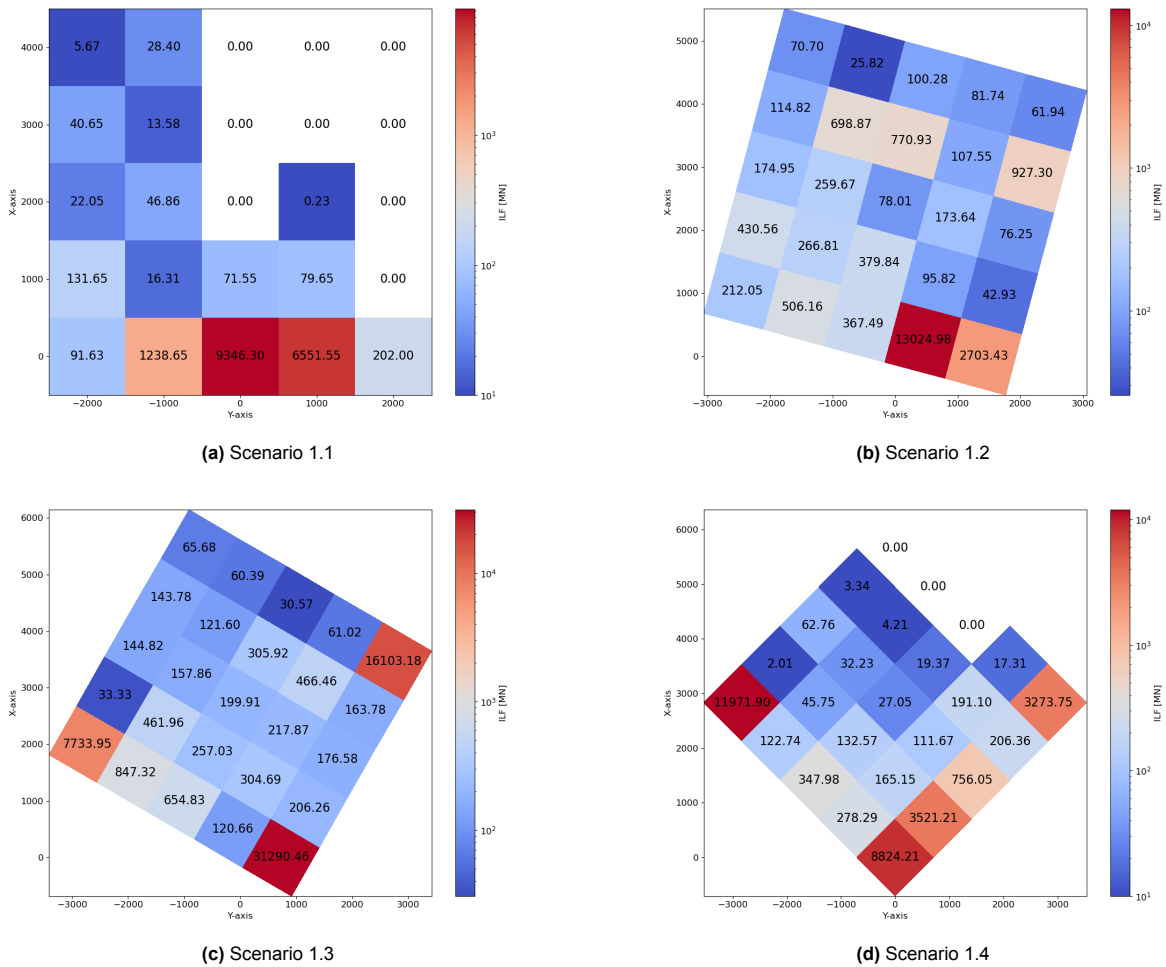 4000
3000
2000
1000
0
X-axis
5.67 28.40 0.00 0.00 0.00
40.65 13.58 0.00 0.00 0.00
22.05 46.86 0.00 0.23 0.00
131.65 16.31 71.55 79.65 0.00
91.63 1238.65 9346.30 6551.55 202.00
−2000 −1000 0 1000 2000
Y-axis
10³
10²
10¹
ILF [MN]
(a) Scenario 1.1
5000
4000
3000
2000
1000
0
X-axis
70.70 25.82 100.28 81.74 61.94
114.82 698.87 770.93 107.55 927.30
174.95 259.67 78.01 173.64 76.25
430.56 266.81 379.84 95.82 42.93
212.05 506.16 367.49 13024.98 2703.43
−3000 −2000 −1000 0 1000 2000 3000
Y-axis
10⁴
10³
10²
ILF [MN]
(b) Scenario 1.2
6000
5000
4000
3000
2000
1000
0
X-axis
65.68 60.39 30.57 61.02 16103.18
143.78 121.60 305.92 466.46 163.78
144.82 157.86 199.91 217.87 176.58
33.33 461.96 257.03 304.69 206.26
7733.95 847.32 654.83 120.66 31290.46
−3000 −2000 −1000 0 1000 2000 3000
Y-axis
10⁴
10³
10²
ILF [MN]
(c) Scenario 1.3
6000
5000
4000
3000
2000
1000
0
X-axis
0.00
3.34 0.00
62.76 4.21 0.00
2.01 32.23 19.37 17.31
11971.90 45.75 27.05 191.10 3273.75
122.74 132.57 111.67 206.36
347.98 165.15 756.05
278.29 3521.21
8824.21
−3000 −2000 −1000 0 1000 2000 3000
Y-axis
10⁴
10³
10²
10¹
ILF [MN]
(d) Scenario 1.4